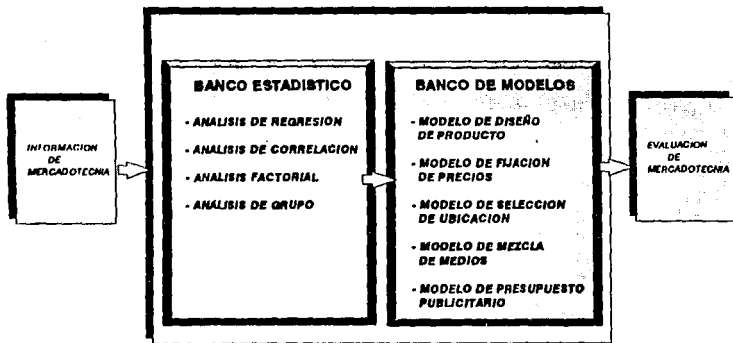 INFORMACION
DE
MERCADOTECNIA
BANCO ESTADISTICO
- ANALISIS DE REGRESION
- ANALISIS DE CORRELACION
- ANALISIS FACTORIAL
- ANALISIS DE GRUPO
BANCO DE MODELOS
- MODELO DE DISEÑO
DE PRODUCTO
- MODELO DE FIJACION
DE PRECIOS
- MODELO DE SELECCION
DE UBICACION
- MODELO DE MEZCLA
DE MEDIOS
- MODELO DE PRESUPUESTO
PUBLICITARIO
EVALUACION
DE
MERCADOTECNIA